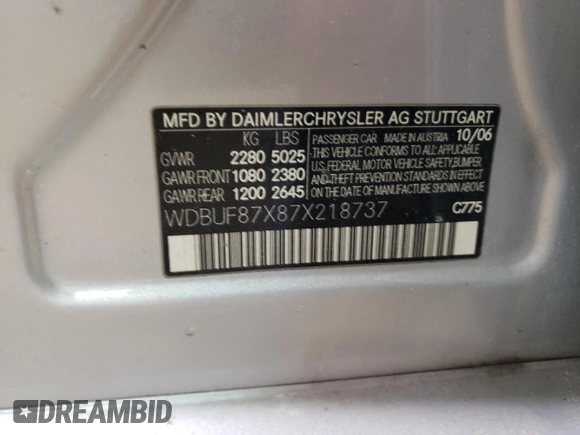 MFD BY DAIMLERCHRYSLER AG STUTTGART
KG LBS
GVWR 2280 5025
GAWR FRONT 1080 2380
GAWR REAR 1200 2645
PASSENGER CAR MADE IN AUSTRIA 10/06
THIS VEHICLE CONFORMS TO ALL APPLICABLE
U.S. FEDERAL MOTOR VEHICLE SAFETY, BUMPER
AND THEFT PREVENTION STANDARDS IN EFFECT
ON THE DATE OF MANUFACTURE SHOWN ABOVE.
WDBUF87X87X218737 C775
DREAMBID